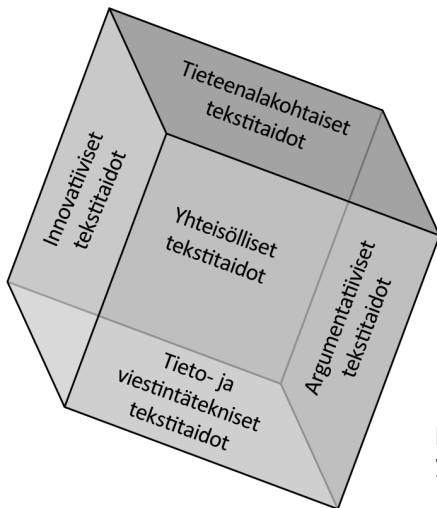 Tieteenalakohtaiset
tekstitaidot
Innovatiiviset
tekstitaidot
Yhteisölliset
tekstitaidot
Argumentatiiviset
tekstitaidot
Tieto- ja
viestintätekniset
tekstitaidot